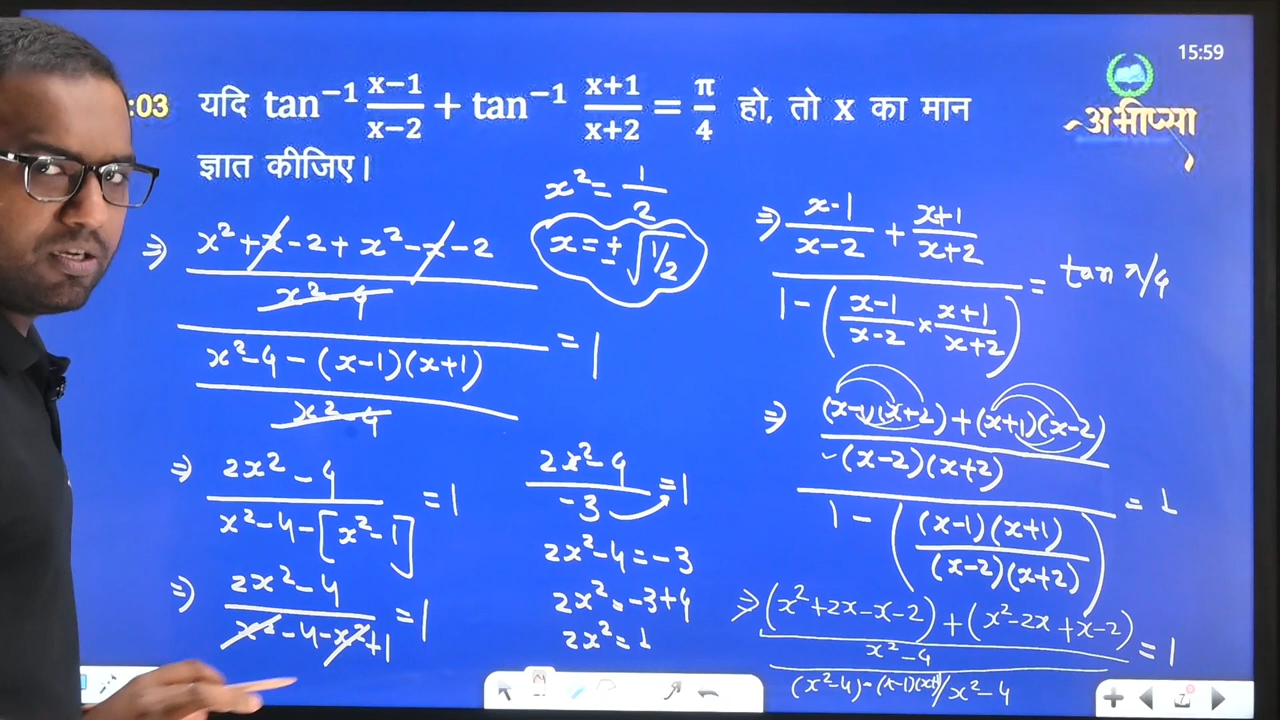 15:59
अभीप्सा
:03 यदि tan⁻¹ (x−1)/(x−2) + tan⁻¹ (x+1)/(x+2) = π/4 हो, तो x का मान
ज्ञात कीजिए।
⇒ ((x-1)/(x-2) + (x+1)/(x+2)) / (1 - ((x-1)/(x-2) × (x+1)/(x+2))) = tan π/4
⇒ (((x-1)(x+2) + (x+1)(x-2)) / ((x-2)(x+2))) / (1 - ((x-1)(x+1) / (x-2)(x+2))) = 1
⇒ (((x²+2x-x-2) + (x²-2x+x-2)) / (x²-4)) / ((x²-4)-(x-1)(x+1) / x²-4) = 1
⇒ ((x²+x-2+x²-x-2) / (x²-4)) / ((x²-4-(x-1)(x+1)) / (x²-4)) = 1
⇒ (2x²-4) / (x²-4-[x²-1]) = 1
⇒ (2x²-4) / (x²-4-x²+1) = 1
(2x²-4) / -3 = 1
2x²-4=-3
2x²=-3+4
2x²=1
x²=1/2
x=±√(1/2)